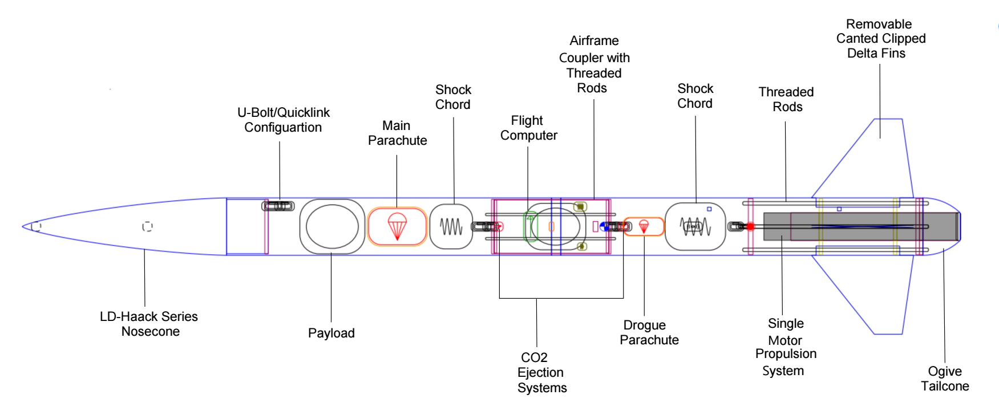 Removable
Canted Clipped
Delta Fins
Airframe
Coupler with
Threaded
Rods
Shock
Chord
Shock
Chord
Threaded
Rods
U-Bolt/Quicklink
Configuartion
Main
Parachute
Flight
Computer
LD-Haack Series
Nosecone
Payload
CO2
Ejection
Systems
Drogue
Parachute
Single
Motor
Propulsion
System
Ogive
Tailcone